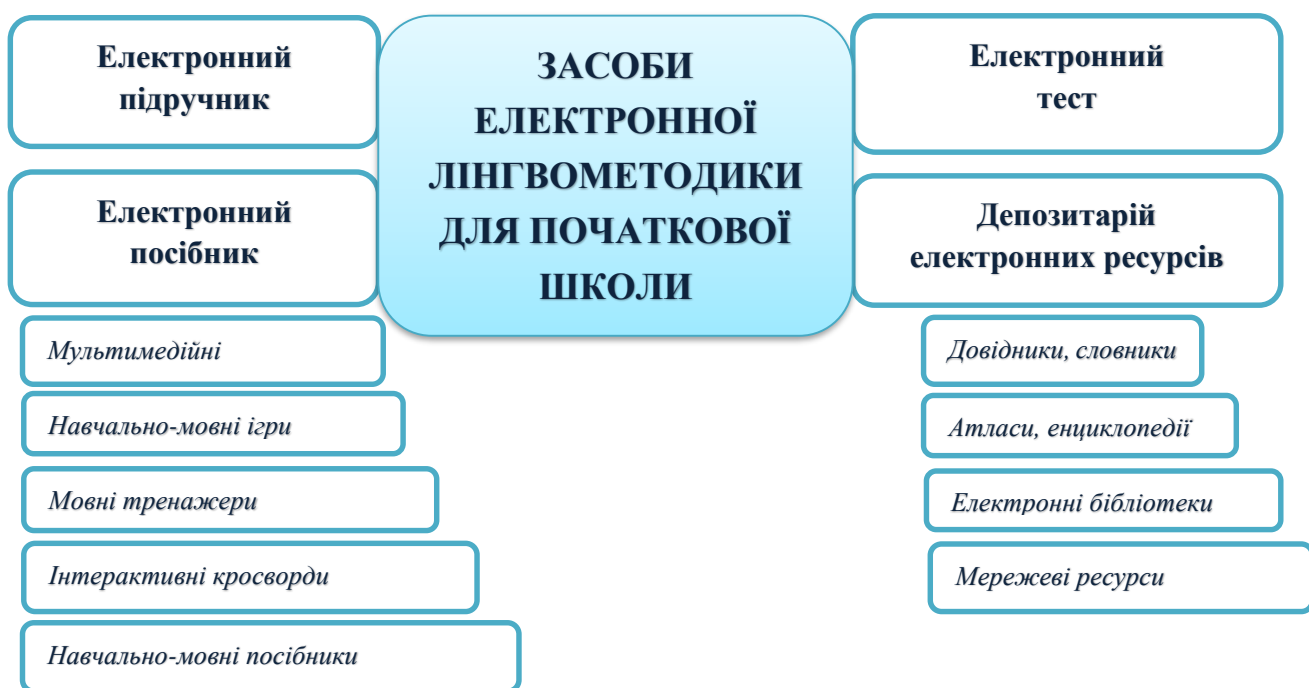 Електронний
підручник
ЗАСОБИ
ЕЛЕКТРОННОЇ
ЛІНГВОМЕТОДИКИ
ДЛЯ ПОЧАТКОВОЇ
ШКОЛИ
Електронний
тест
Електронний
посібник
Депозитарій
електронних ресурсів
Мультимедійні
Навчально-мовні ігри
Мовні тренажери
Інтерактивні кросворди
Навчально-мовні посібники
Довідники, словники
Атласи, енциклопедії
Електронні бібліотеки
Мережеві ресурси